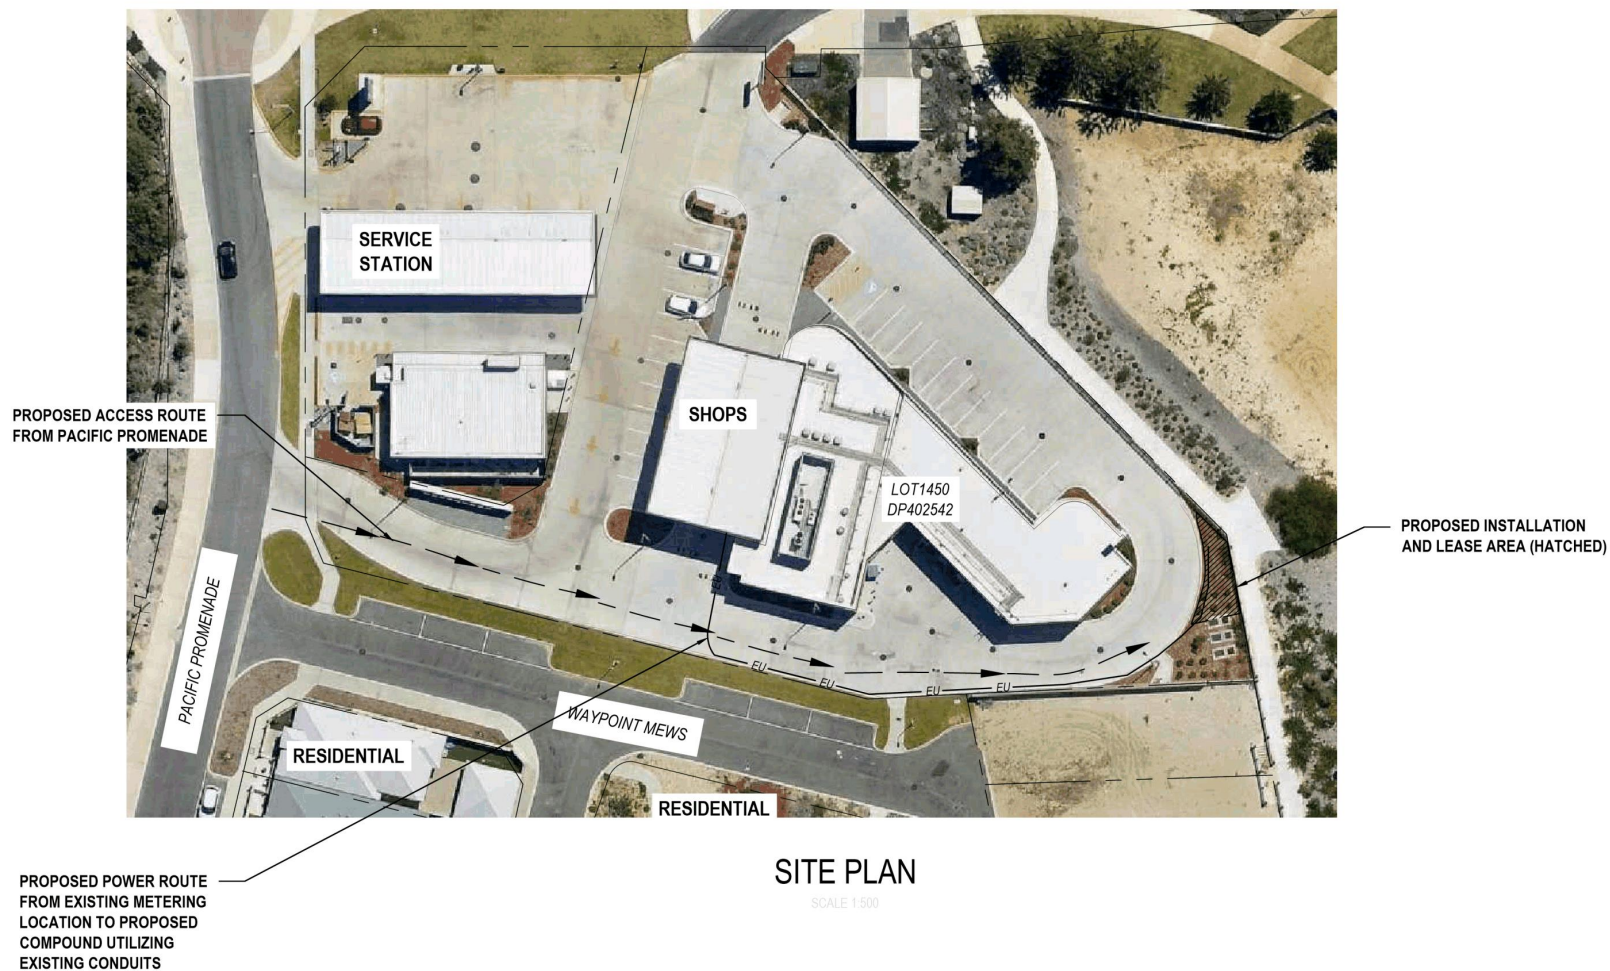 SERVICE
STATION
PROPOSED ACCESS ROUTE
FROM PACIFIC PROMENADE
SHOPS
LOT1450
DP402542
PROPOSED INSTALLATION
AND LEASE AREA (HATCHED)
EU
PACIFIC PROMENADE
EU
EU
EU
EU
WAYPOINT MEWS
RESIDENTIAL
RESIDENTIAL
PROPOSED POWER ROUTE
FROM EXISTING METERING
LOCATION TO PROPOSED
COMPOUND UTILIZING
EXISTING CONDUITS
SITE PLAN
SCALE 1:500